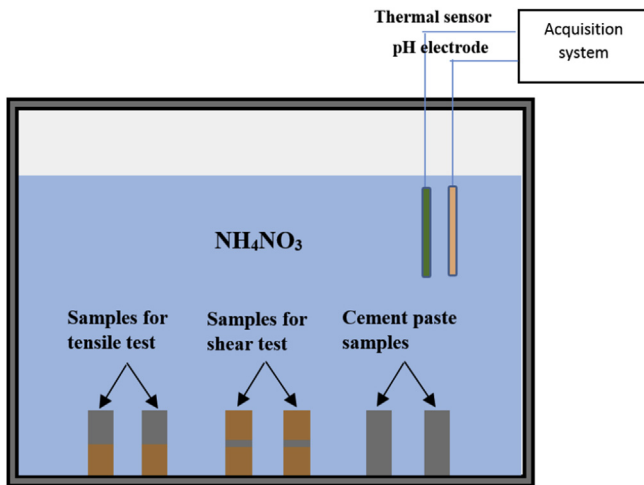 Thermal sensor
pH electrode
Acquisition
system
NH₄NO₃
Samples for
tensile test
Samples for
shear test
Cement paste
samples